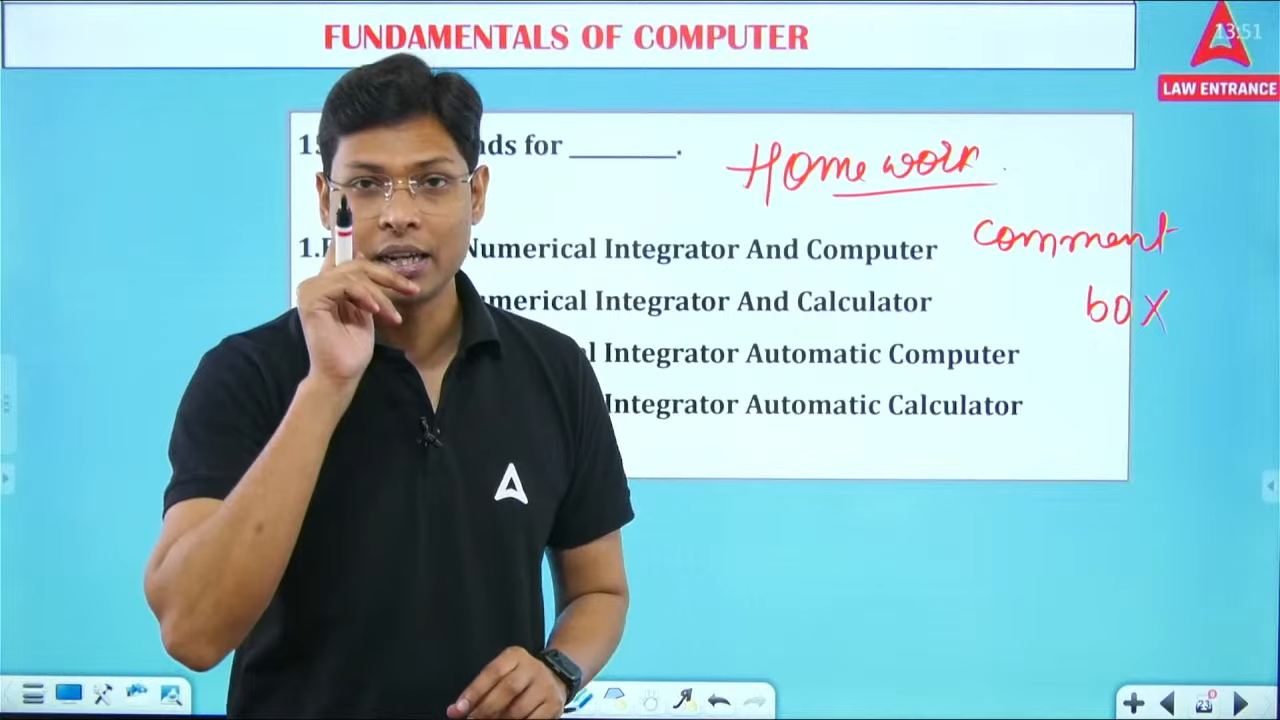 FUNDAMENTALS OF COMPUTER
13:51
LAW ENTRANCE
nds for ________.
Home work
Numerical Integrator And Computer
comment
merical Integrator And Calculator
box
Integrator Automatic Computer
Integrator Automatic Calculator
23